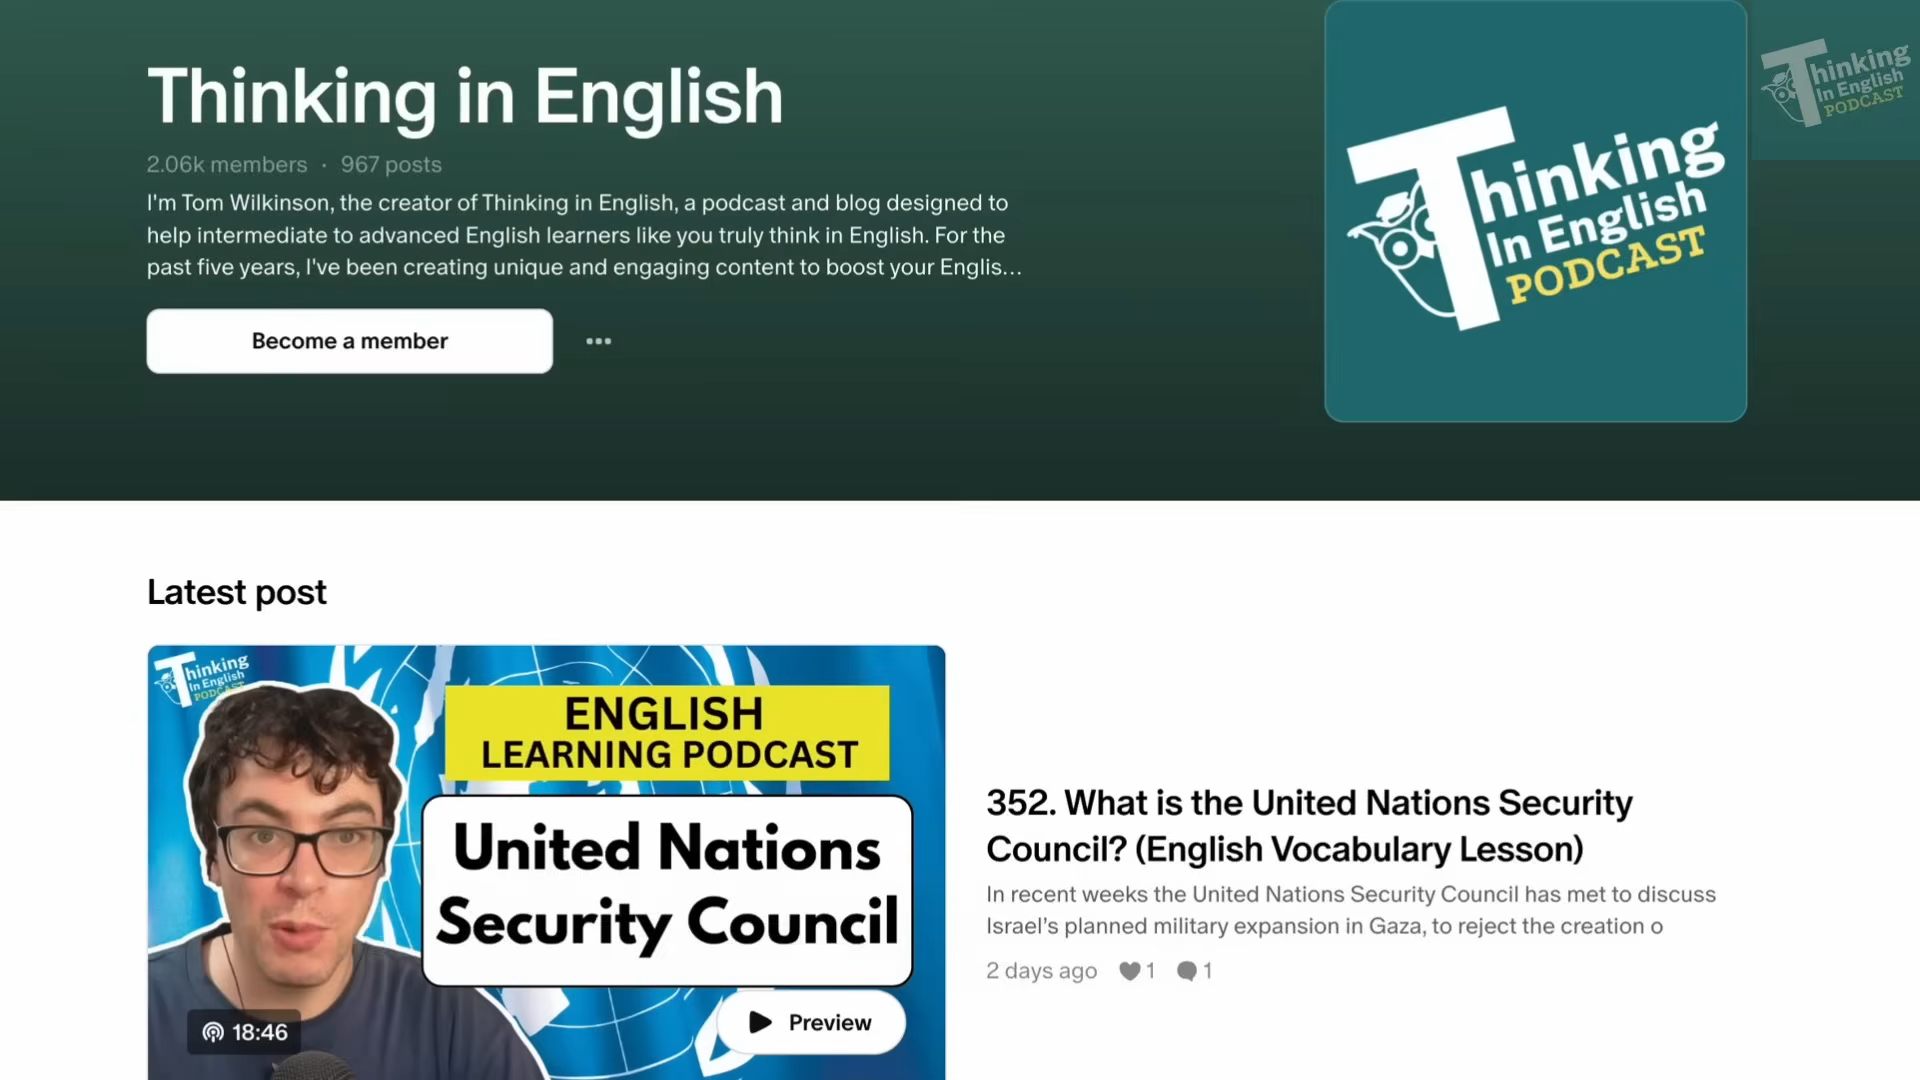 Thinking in English
2.06k members · 967 posts
I'm Tom Wilkinson, the creator of Thinking in English, a podcast and blog designed to
help intermediate to advanced English learners like you truly think in English. For the
past five years, I've been creating unique and engaging content to boost your Englis...
Become a member
Thinking
In English
PODCAST
Thinking
In English
PODCAST
Latest post
Thinking
In English
PODCAST
ENGLISH
LEARNING PODCAST
United Nations
Security Council
18:46
Preview
352. What is the United Nations Security
Council? (English Vocabulary Lesson)
In recent weeks the United Nations Security Council has met to discuss
Israel's planned military expansion in Gaza, to reject the creation o
2 days ago 1 1